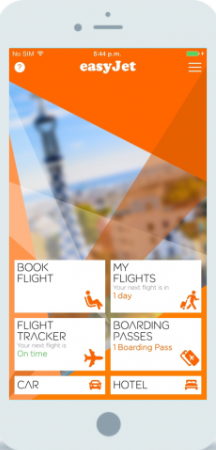 No SIM 5:44 p.m.
?
easyJet
BOOK
FLIGHT
MY
FLIGHTS
Your next flight is in
1 day
FLIGHT
TRACKER
Your next flight is
On time
BOARDING
PASSES
1 Boarding Pass
CAR
HOTEL